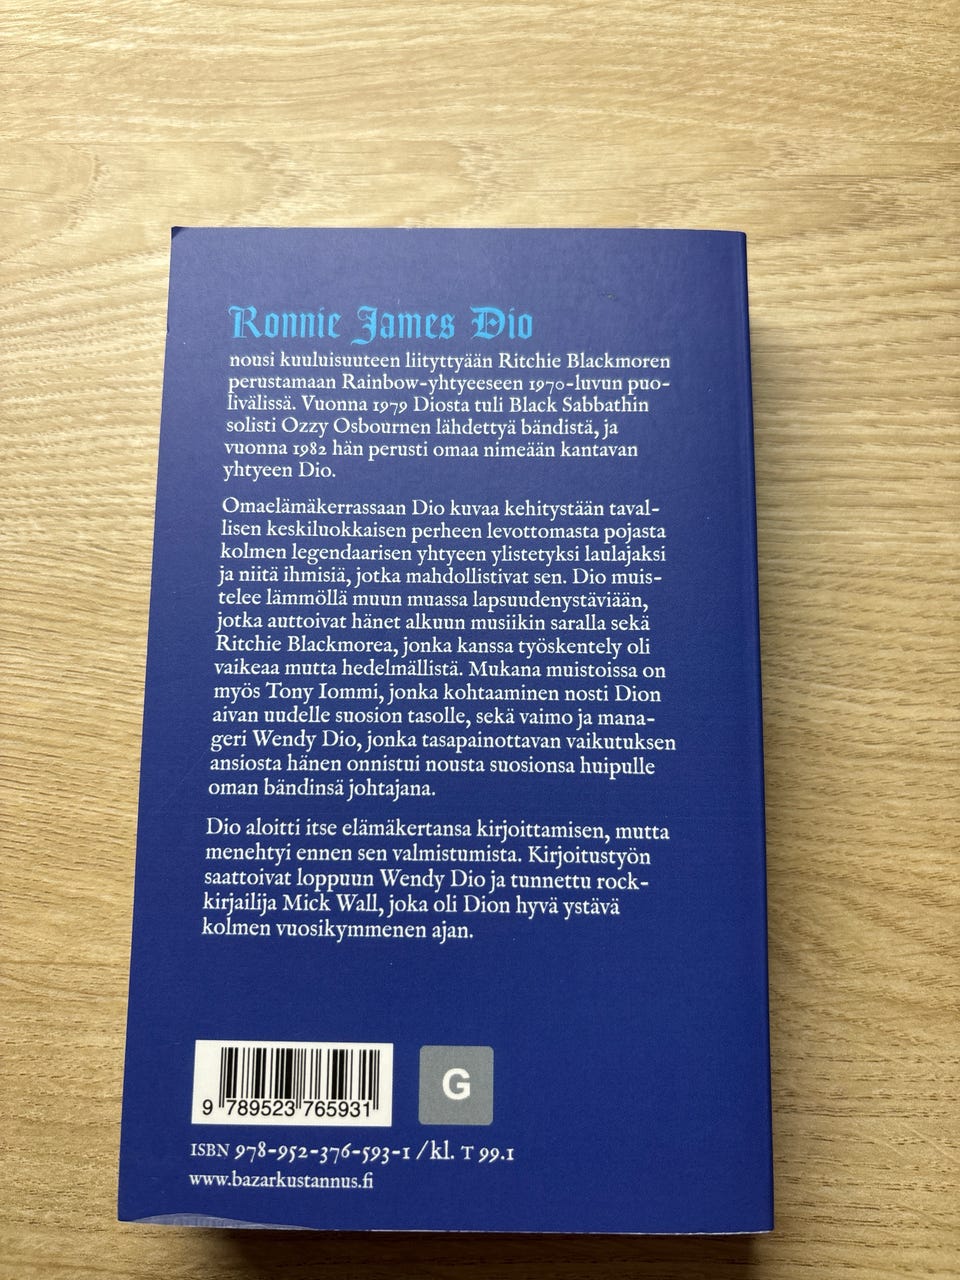 Ronnie James Dio
nousi kuuluisuuteen liityttyään Ritchie Blackmoren
perustamaan Rainbow-yhtyeeseen 1970-luvun puo-
livälissä. Vuonna 1979 Diosta tuli Black Sabbathin
solisti Ozzy Osbournen lähdettyä bändistä, ja
vuonna 1982 hän perusti omaa nimeään kantavan
yhtyeen Dio.
Omaelämäkerrassaan Dio kuvaa kehitystään taval-
lisen keskiluokkaisen perheen levottomasta pojasta
kolmen legendaarisen yhtyeen ylistetyksi laulajaksi
ja niitä ihmisiä, jotka mahdollistivat sen. Dio muis-
telee lämmöllä muun muassa lapsuudenystäviään,
jotka auttoivat hänet alkuun musiikin saralla sekä
Ritchie Blackmorea, jonka kanssa työskentely oli
vaikeaa mutta hedelmällistä. Mukana muistoissa on
myös Tony Iommi, jonka kohtaaminen nosti Dion
aivan uudelle suosion tasolle, sekä vaimo ja mana-
geri Wendy Dio, jonka tasapainottavan vaikutuksen
ansiosta hänen onnistui nousta suosionsa huipulle
oman bändinsä johtajana.
Dio aloitti itse elämäkertansa kirjoittamisen, mutta
menehtyi ennen sen valmistumista. Kirjoitustyön
saattoivat loppuun Wendy Dio ja tunnettu rock-
kirjailija Mick Wall, joka oli Dion hyvä ystävä
kolmen vuosikymmenen ajan.
9 789523 765931
G
ISBN 978-952-376-593-1 / kl. T 99.1
www.bazarkustannus.fi